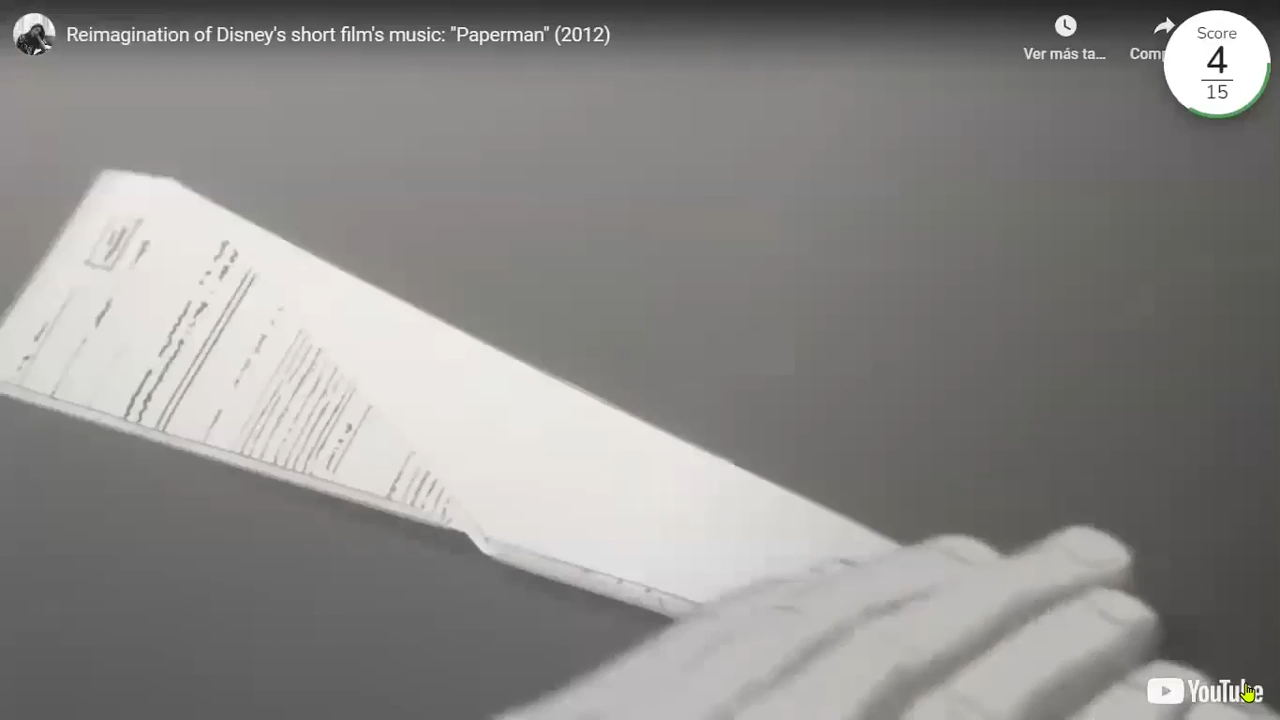 Reimagination of Disney's short film's music: "Paperman" (2012)
Ver más ta...
Comp
Score
4
15
YouTube